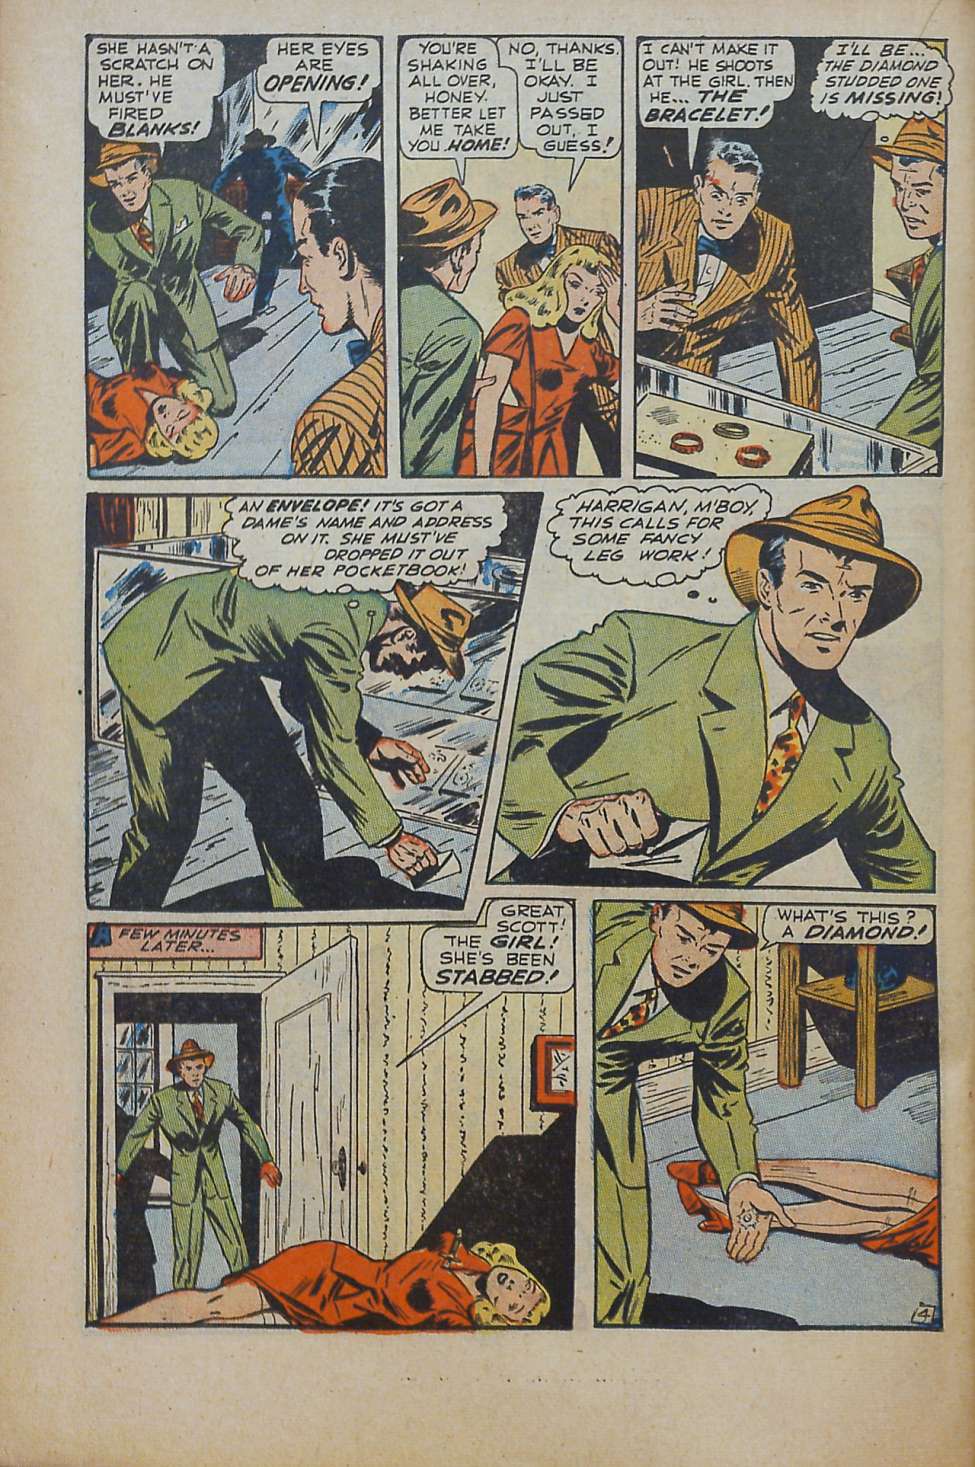 SHE HASN'T A
SCRATCH ON
HER. HE
MUST'VE
FIRED
BLANKS!
HER EYES
ARE
OPENING!
YOU'RE
SHAKING
ALL OVER,
HONEY.
BETTER LET
ME TAKE
YOU HOME!
NO, THANKS.
I'LL BE
OKAY. I
JUST
PASSED
OUT, I
GUESS!
I CAN'T MAKE IT
OUT! HE SHOOTS
AT THE GIRL. THEN
HE... THE
BRACELET!
I'LL BE...
THE DIAMOND
STUDDED ONE
IS MISSING!
AN ENVELOPE! IT'S GOT A
DAME'S NAME AND ADDRESS
ON IT. SHE MUST'VE
DROPPED IT OUT
OF HER POCKETBOOK!
HARRIGAN, M'BOY,
THIS CALLS FOR
SOME FANCY
LEG WORK!
A FEW MINUTES
LATER...
GREAT
SCOTT!
THE GIRL!
SHE'S BEEN
STABBED!
WHAT'S THIS?
A DIAMOND!
4